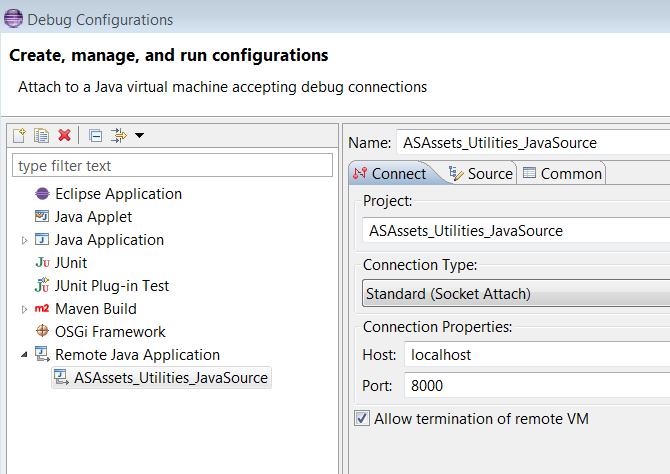 Debug Configurations
Create, manage, and run configurations
Attach to a Java virtual machine accepting debug connections
type filter text
Eclipse Application
Java Applet
Java Application
JU JUnit
JU JUnit Plug-in Test
m2 Maven Build
OSGi Framework
Remote Java Application
ASAssets_Utilities_JavaSource
Name: ASAssets_Utilities_JavaSource
Connect Source Common
Project:
ASAssets_Utilities_JavaSource
Connection Type:
Standard (Socket Attach)
Connection Properties:
Host: localhost
Port: 8000
Allow termination of remote VM